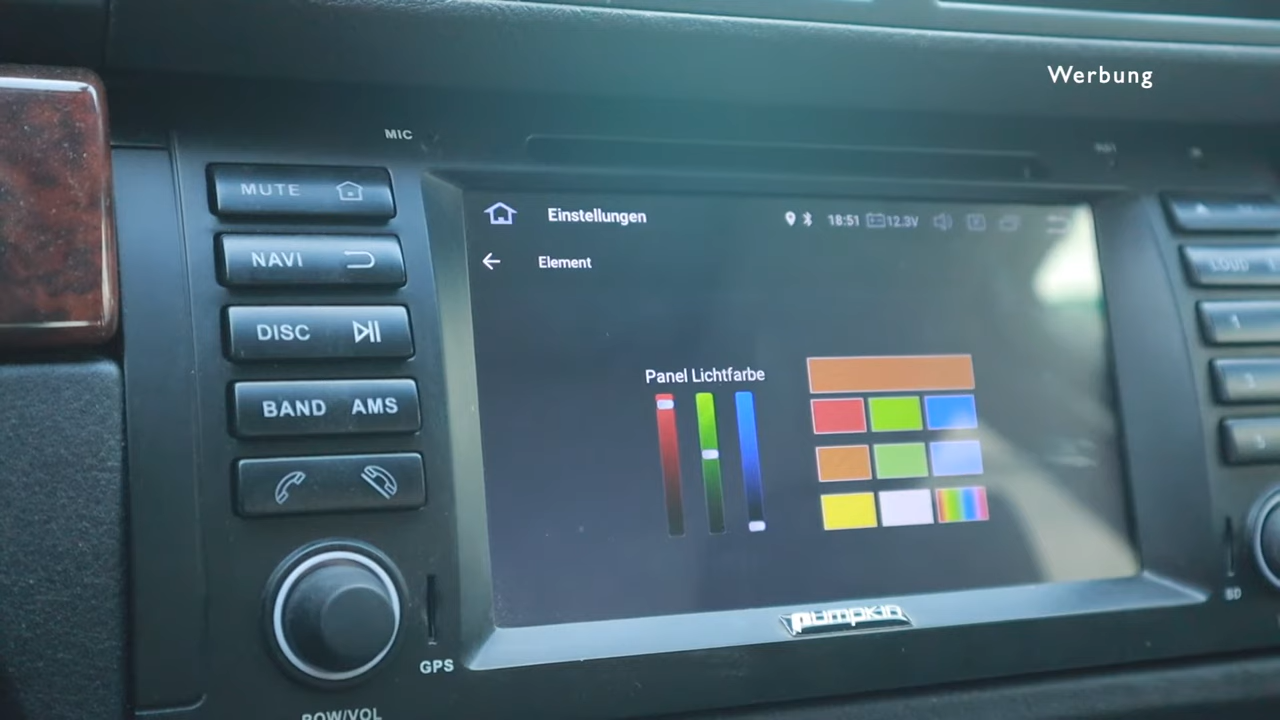 Werbung
MIC
MUTE
Einstellungen
18:51 12.3V
NAVI
Element
LOUD
DISC
Panel Lichtfarbe
BAND AMS
pumpkin
SD
GPS
POW/VOL